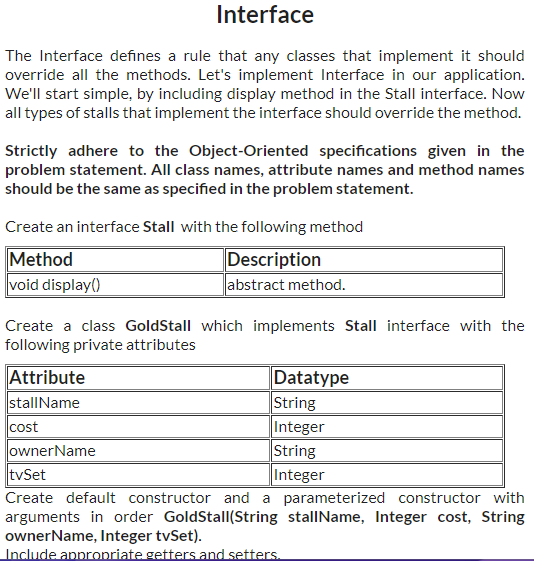 Interface
The Interface defines a rule that any classes that implement it should
override all the methods. Let's implement Interface in our application.
We'll start simple, by including display method in the Stall interface. Now
all types of stalls that implement the interface should override the method.
Strictly adhere to the Object-Oriented specifications given in the
problem statement. All class names, attribute names and method names
should be the same as specified in the problem statement.
Create an interface Stall with the following method
Method Description
void display() abstract method.
Create a class GoldStall which implements Stall interface with the
following private attributes
Attribute Datatype
stallName String
cost Integer
ownerName String
tvSet Integer
Create default constructor and a parameterized constructor with
arguments in order GoldStall(String stallName, Integer cost, String
ownerName, Integer tvSet).
Include appropriate getters and setters.